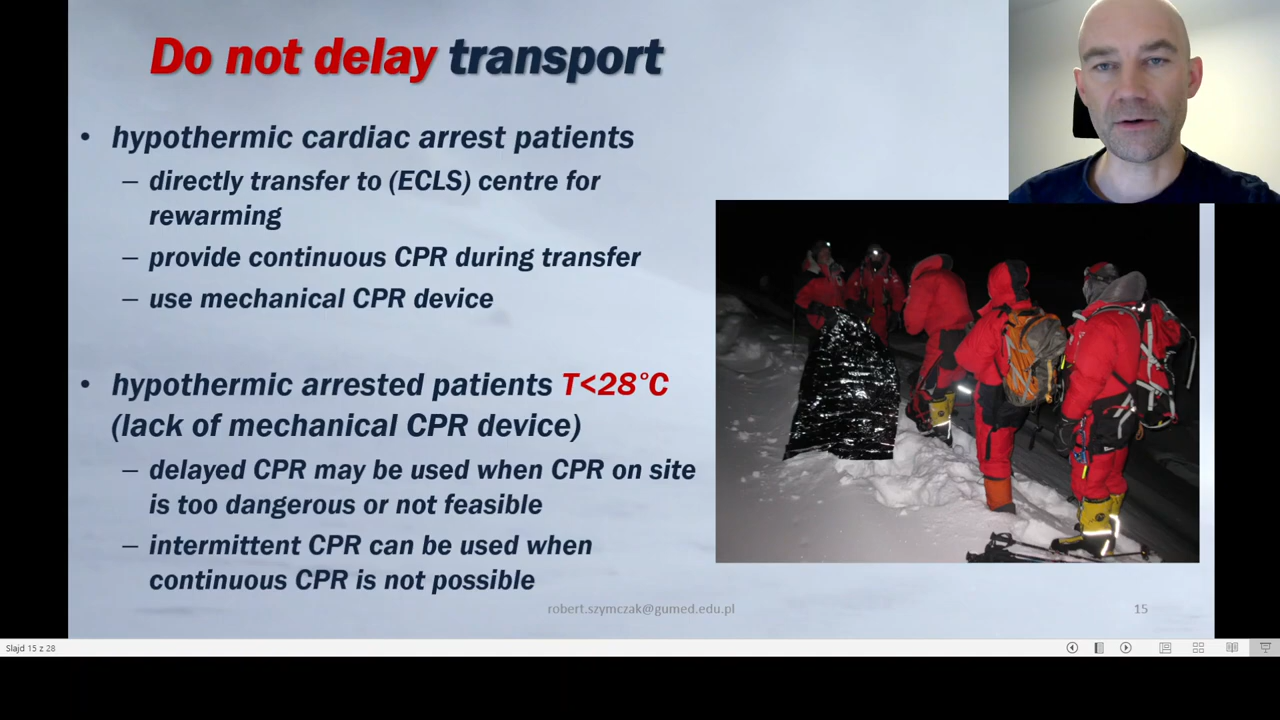 Do not delay transport
• hypothermic cardiac arrest patients
– directly transfer to (ECLS) centre for
rewarming
– provide continuous CPR during transfer
– use mechanical CPR device
• hypothermic arrested patients T<28°C
(lack of mechanical CPR device)
– delayed CPR may be used when CPR on site
is too dangerous or not feasible
– intermittent CPR can be used when
continuous CPR is not possible
robert.szymczak@gumed.edu.pl
15
Slajd 15 z 28